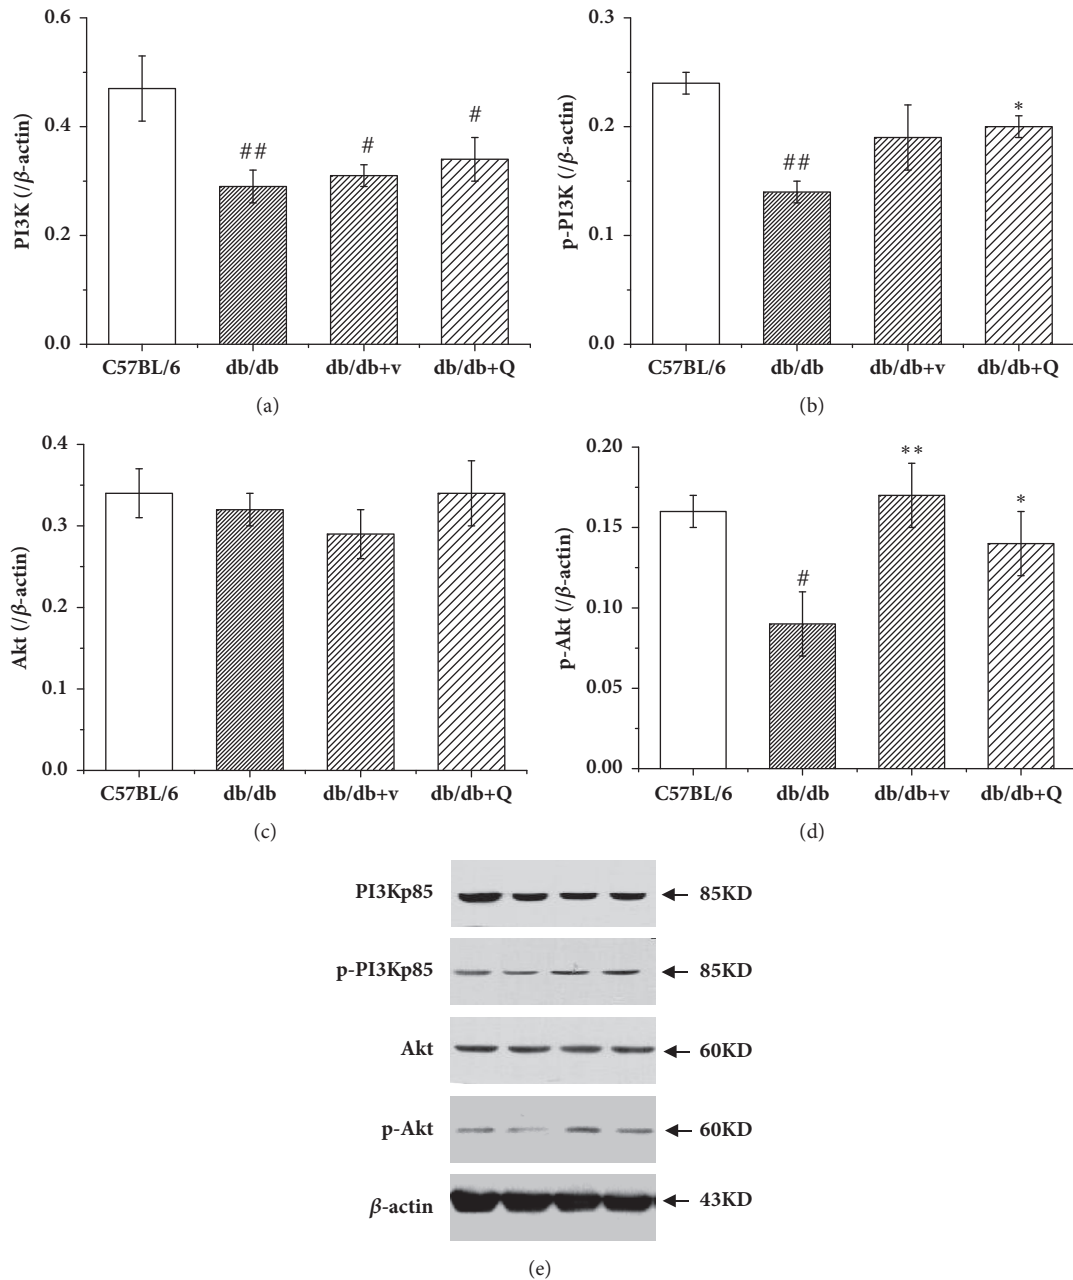 0.6
0.4
0.2
0.0
PI3K (/β-actin)
##
#
#
C57BL/6 db/db db/db+v db/db+Q
(a)
0.3
0.2
0.1
0.0
p-PI3K (/β-actin)
##
*
C57BL/6 db/db db/db+v db/db+Q
(b)
0.4
0.3
0.2
0.1
0.0
Akt (/β-actin)
C57BL/6 db/db db/db+v db/db+Q
(c)
0.20
0.15
0.10
0.05
0.00
p-Akt (/β-actin)
#
**
*
C57BL/6 db/db db/db+v db/db+Q
(d)
PI3Kp85 85KD
p-PI3Kp85 85KD
Akt 60KD
p-Akt 60KD
β-actin 43KD
(e)